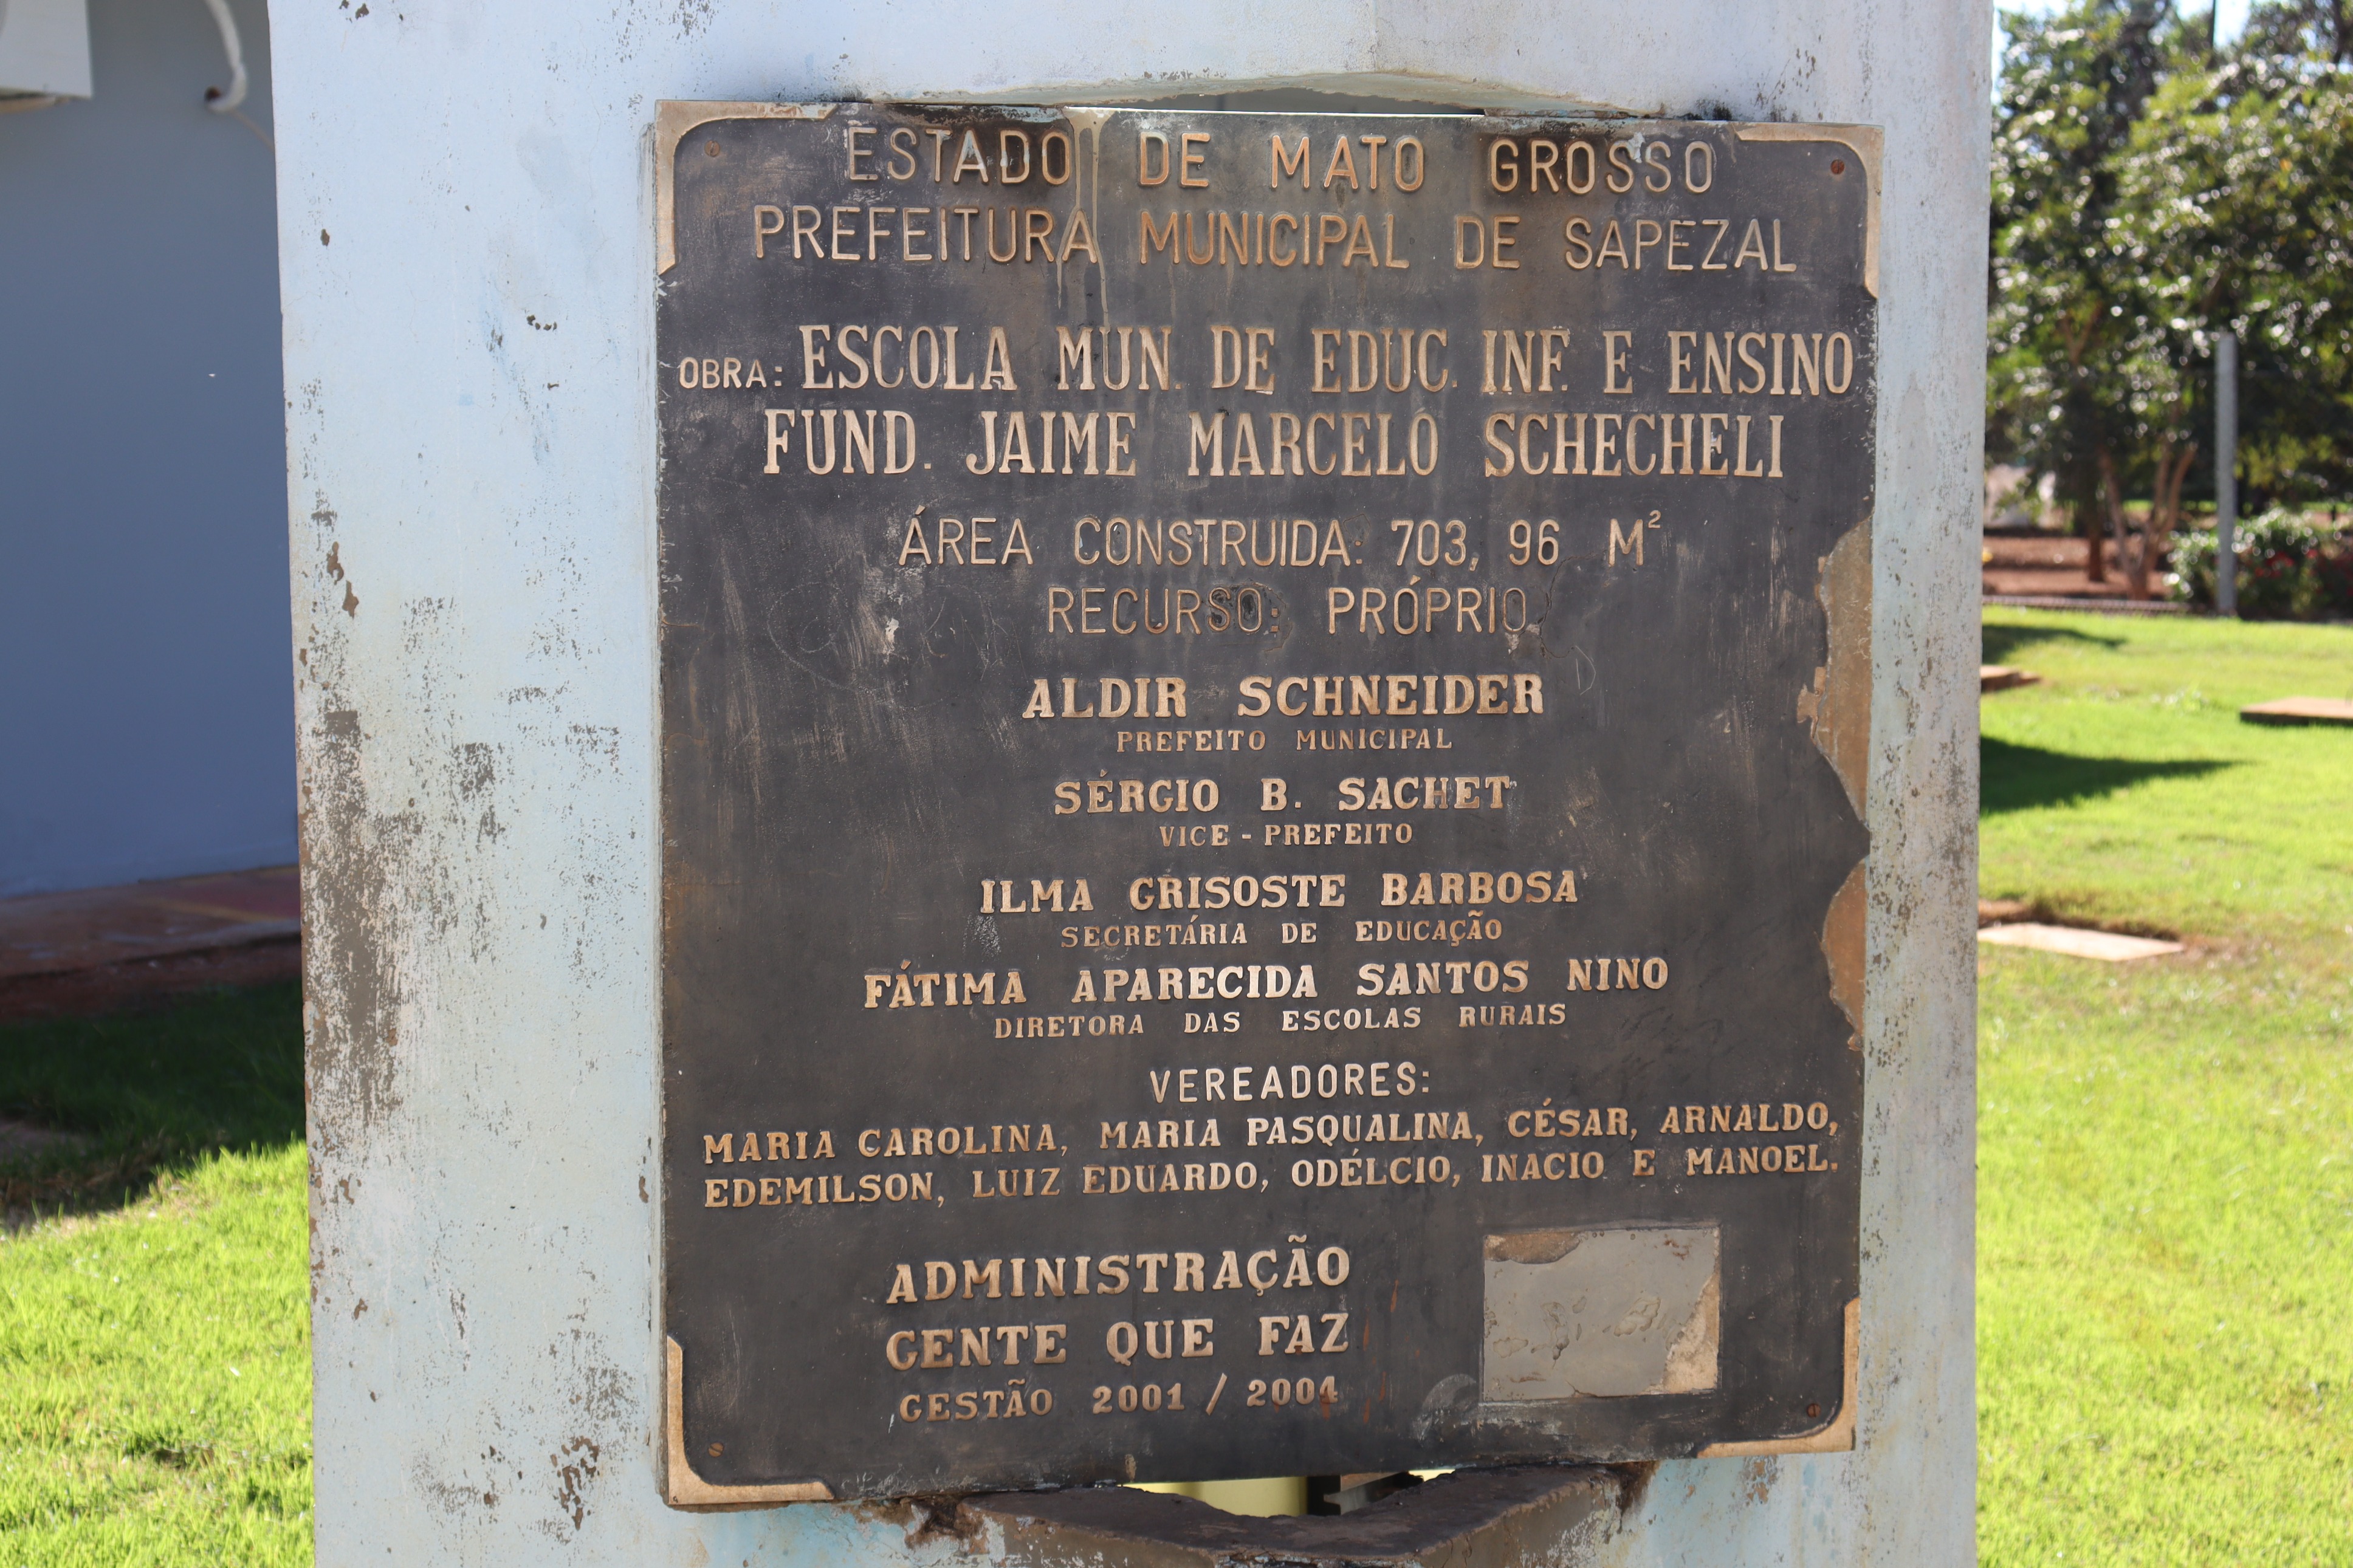 ESTADO DE MATO GROSSO
PREFEITURA MUNICIPAL DE SAPEZAL
OBRA: ESCOLA MUN. DE EDUC. INF. E ENSINO
FUND. JAIME MARCELO SCHECHELI
ÁREA CONSTRUIDA: 703, 96 M²
RECURSO: PRÓPRIO
ALDIR SCHNEIDER
PREFEITO MUNICIPAL
SÉRGIO B. SACHET
VICE - PREFEITO
ILMA GRISOSTE BARBOSA
SECRETÁRIA DE EDUCAÇÃO
FÁTIMA APARECIDA SANTOS NINO
DIRETORA DAS ESCOLAS RURAIS
VEREADORES:
MARIA CAROLINA, MARIA PASQUALINA, CÉSAR, ARNALDO,
EDEMILSON, LUIZ EDUARDO, ODÉLCIO, INACIO E MANOEL.
ADMINISTRAÇÃO
GENTE QUE FAZ
GESTÃO 2001 / 2004